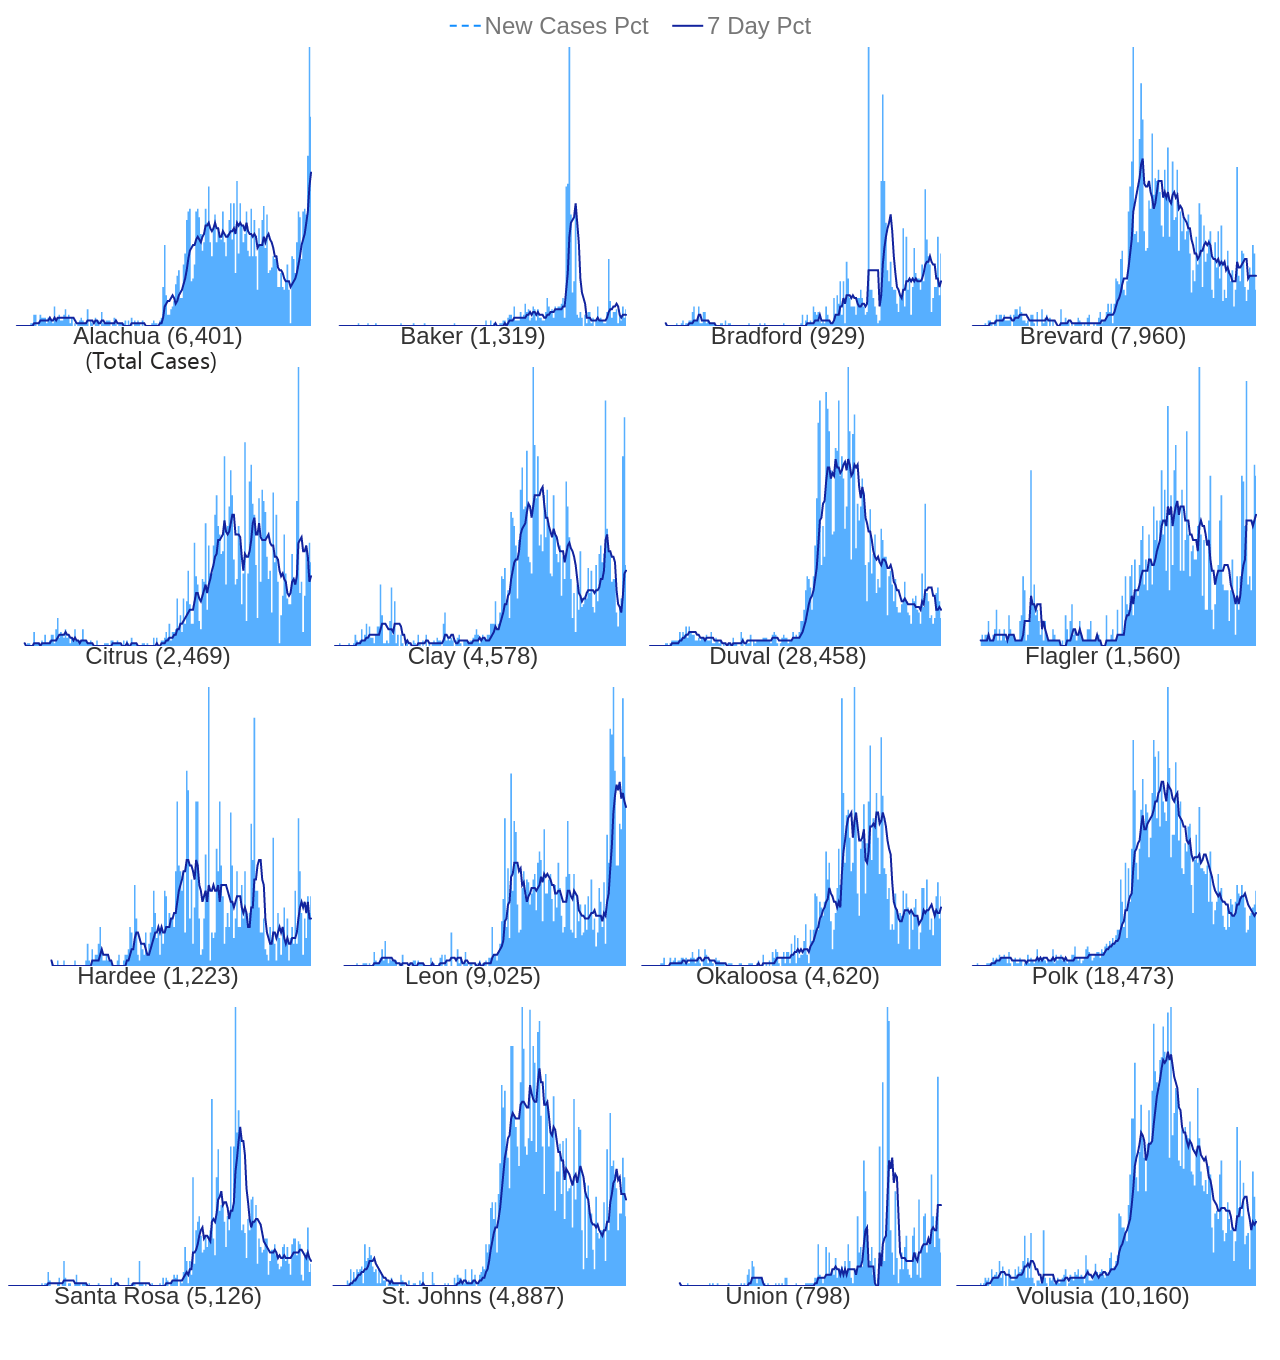 New Cases Pct 7 Day Pct
Alachua (6,401) Baker (1,319) Bradford (929) Brevard (7,960)
(Total Cases)
Citrus (2,469) Clay (4,578) Duval (28,458) Flagler (1,560)
Hardee (1,223) Leon (9,025) Okaloosa (4,620) Polk (18,473)
Santa Rosa (5,126) St. Johns (4,887) Union (798) Volusia (10,160)